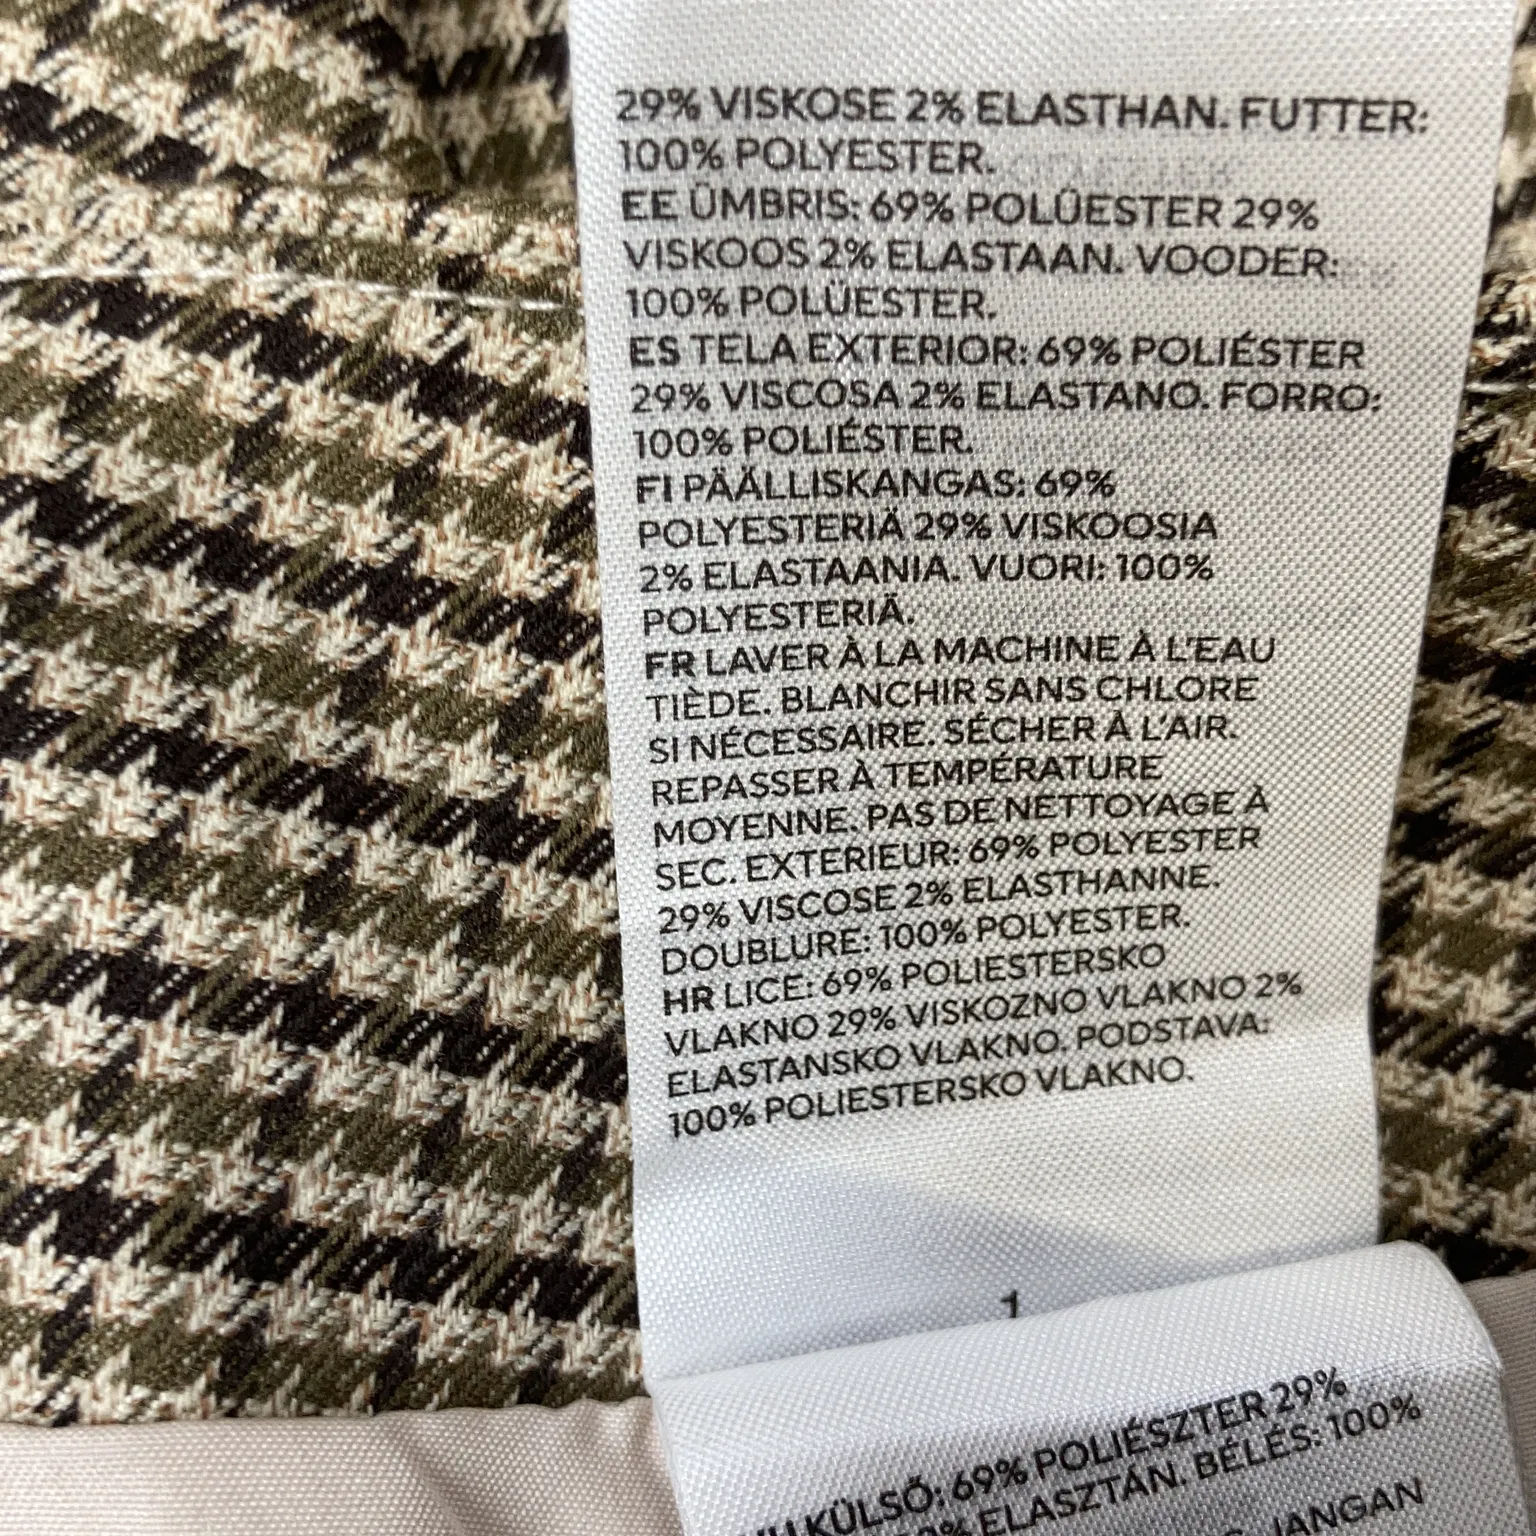 29% VISKOSE 2% ELASTHAN. FUTTER:
100% POLYESTER.
EE ÜMBRIS: 69% POLÜESTER 29%
VISKOOS 2% ELASTAAN. VOODER:
100% POLÜESTER.
ES TELA EXTERIOR: 69% POLIÉSTER
29% VISCOSA 2% ELASTANO. FORRO:
100% POLIÉSTER.
FI PÄÄLLISKANGAS: 69%
POLYESTERIÄ 29% VISKOOSIA
2% ELASTAANIA. VUORI: 100%
POLYESTERIÄ.
FR LAVER À LA MACHINE À L'EAU
TIÈDE. BLANCHIR SANS CHLORE
SI NÉCESSAIRE. SÉCHER À L'AIR.
REPASSER À TEMPÉRATURE
MOYENNE. PAS DE NETTOYAGE À
SEC. EXTERIEUR: 69% POLYESTER
29% VISCOSE 2% ELASTHANNE.
DOUBLURE: 100% POLYESTER.
HR LICE: 69% POLIESTERSKO
VLAKNO 29% VISKOZNO VLAKNO 2%
ELASTANSKO VLAKNO. PODSTAVA:
100% POLIESTERSKO VLAKNO.
1
KÜLSŐ: 69% POLIÉSZTER 29%
ELASZTÁN. BÉLÉS: 100%
JANGAN